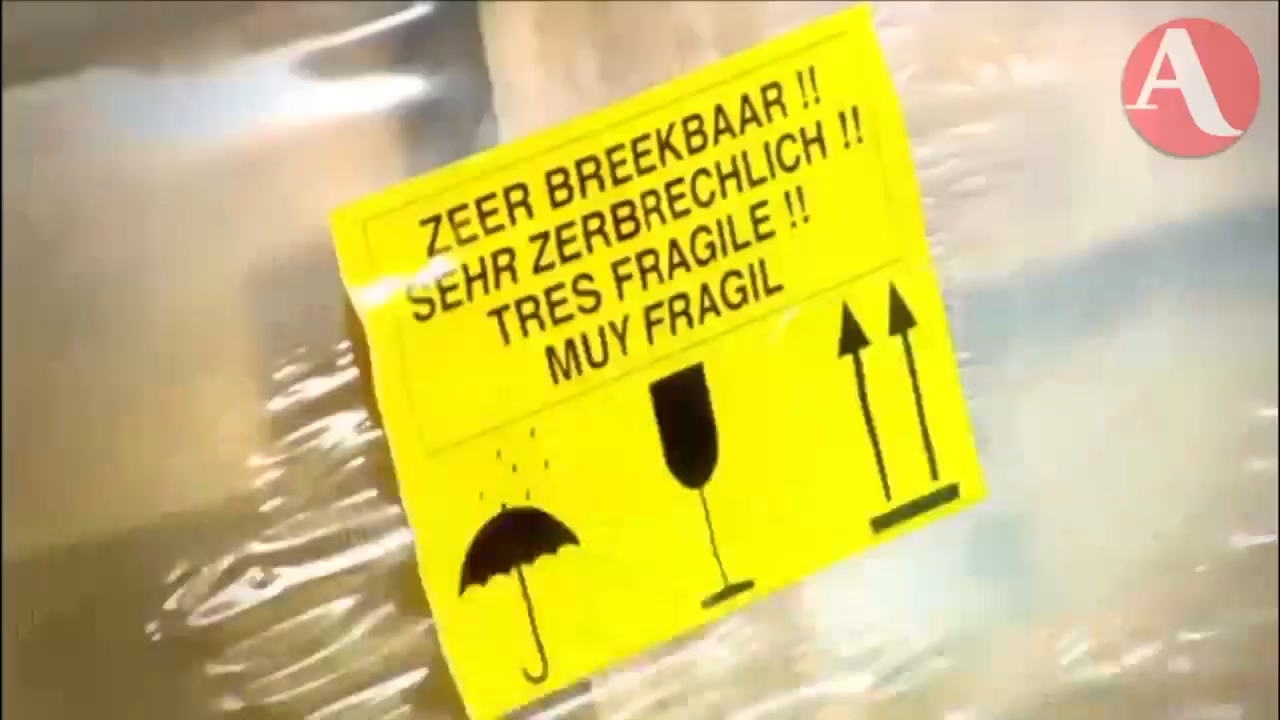 ZEER BREEKBAAR !!
SEHR ZERBRECHLICH !!
TRES FRAGILE !!
MUY FRAGIL
A